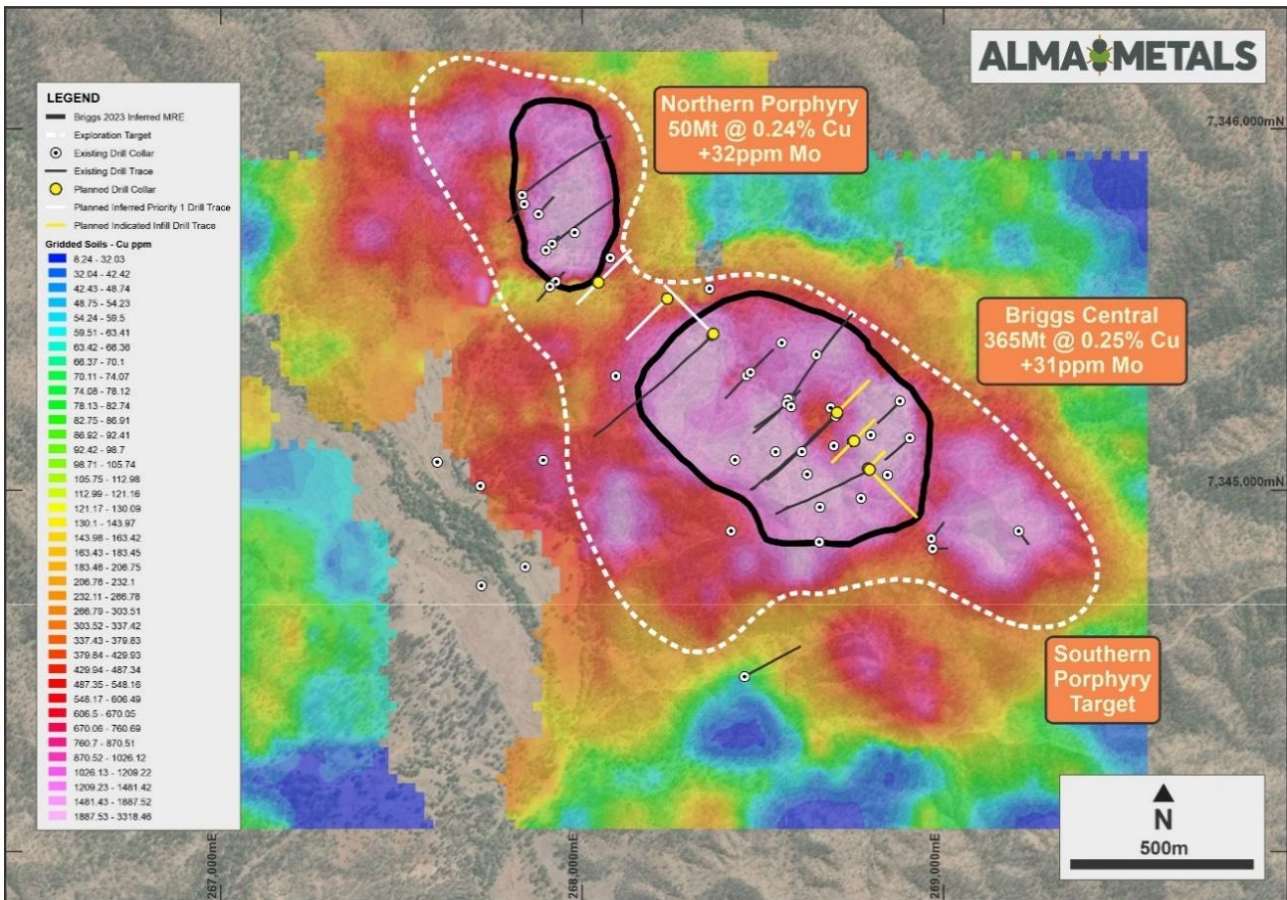 ALMA METALS
LEGEND
Briggs 2023 Inferred MRE
Exploration Target
Existing Drill Collar
Existing Drill Trace
Planned Drill Collar
Planned Inferred Priority 1 Drill Trace
Planned Indicated Infill Drill Trace
Gridded Soils - Cu ppm
8.24 - 32.03
32.04 - 42.42
42.43 - 48.74
48.75 - 54.23
54.24 - 59.5
59.51 - 63.41
63.42 - 66.36
66.37 - 70.1
70.11 - 74.07
74.08 - 78.12
78.13 - 82.74
82.75 - 86.91
86.92 - 92.41
92.42 - 98.7
98.71 - 105.74
105.75 - 112.98
112.99 - 121.16
121.17 - 130.09
130.1 - 143.97
143.98 - 163.42
163.43 - 183.45
183.46 - 206.75
206.76 - 232.1
232.11 - 266.78
266.79 - 303.51
303.52 - 337.42
337.43 - 379.83
379.84 - 429.93
429.94 - 487.34
487.35 - 548.16
548.17 - 606.49
606.5 - 670.05
670.06 - 760.69
760.7 - 870.51
870.52 - 1026.12
1026.13 - 1209.22
1209.23 - 1481.42
1481.43 - 1887.52
1887.53 - 3318.46
Northern Porphyry
50Mt @ 0.24% Cu
+32ppm Mo
7,346,000mN
Briggs Central
365Mt @ 0.25% Cu
+31ppm Mo
7,345,000mN
Southern
Porphyry
Target
N
500m
267,000mE
268,000mE
269,000mE